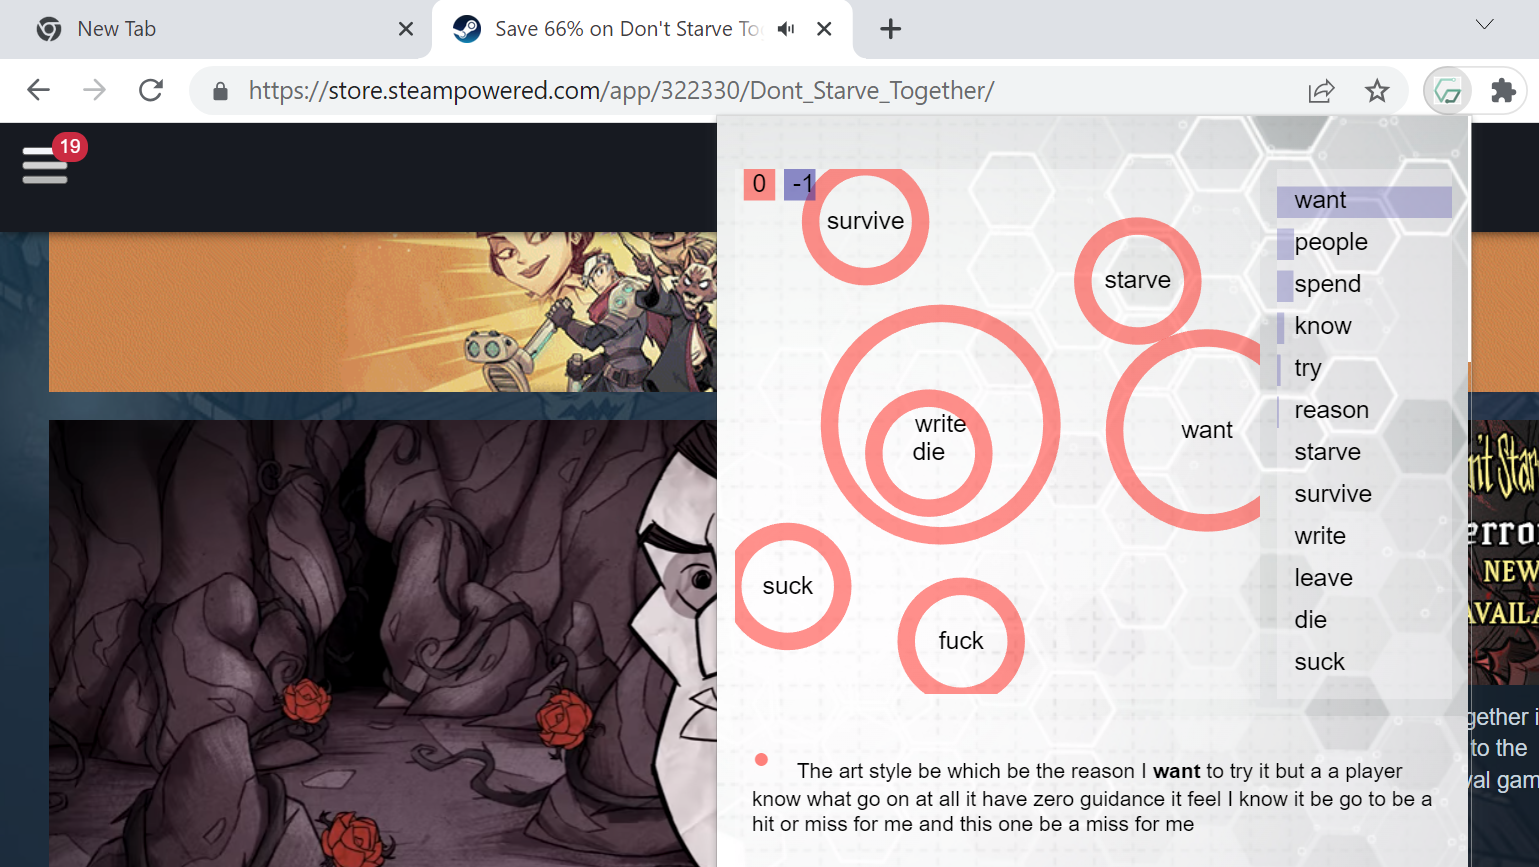 New Tab
Save 66% on Don't Starve To
https://store.steampowered.com/app/322330/Dont_Starve_Together/
19
0 -1
survive
starve
write
die
want
suck
fuck
want
people
spend
know
try
reason
starve
survive
write
leave
die
suck
The art style be which be the reason I want to try it but a a player
know what go on at all it have zero guidance it feel I know it be go to be a
hit or miss for me and this one be a miss for me
n't Star
erro
NEW
AVAILA
gether i
to the
val gam